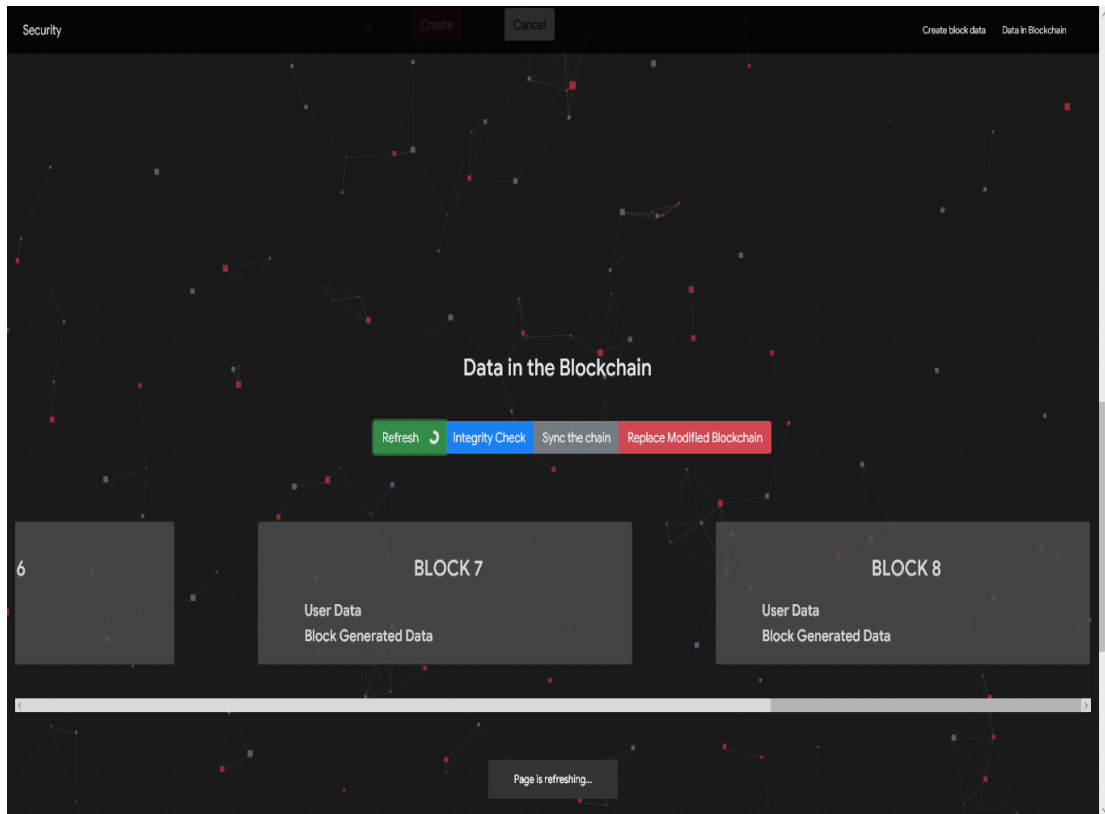 Security
Create
Cancel
Create block data
Data in Blockchain
Data in the Blockchain
Refresh
Integrity Check
Sync the chain
Replace Modified Blockchain
6
BLOCK 7
User Data
Block Generated Data
BLOCK 8
User Data
Block Generated Data
Page is refreshing...